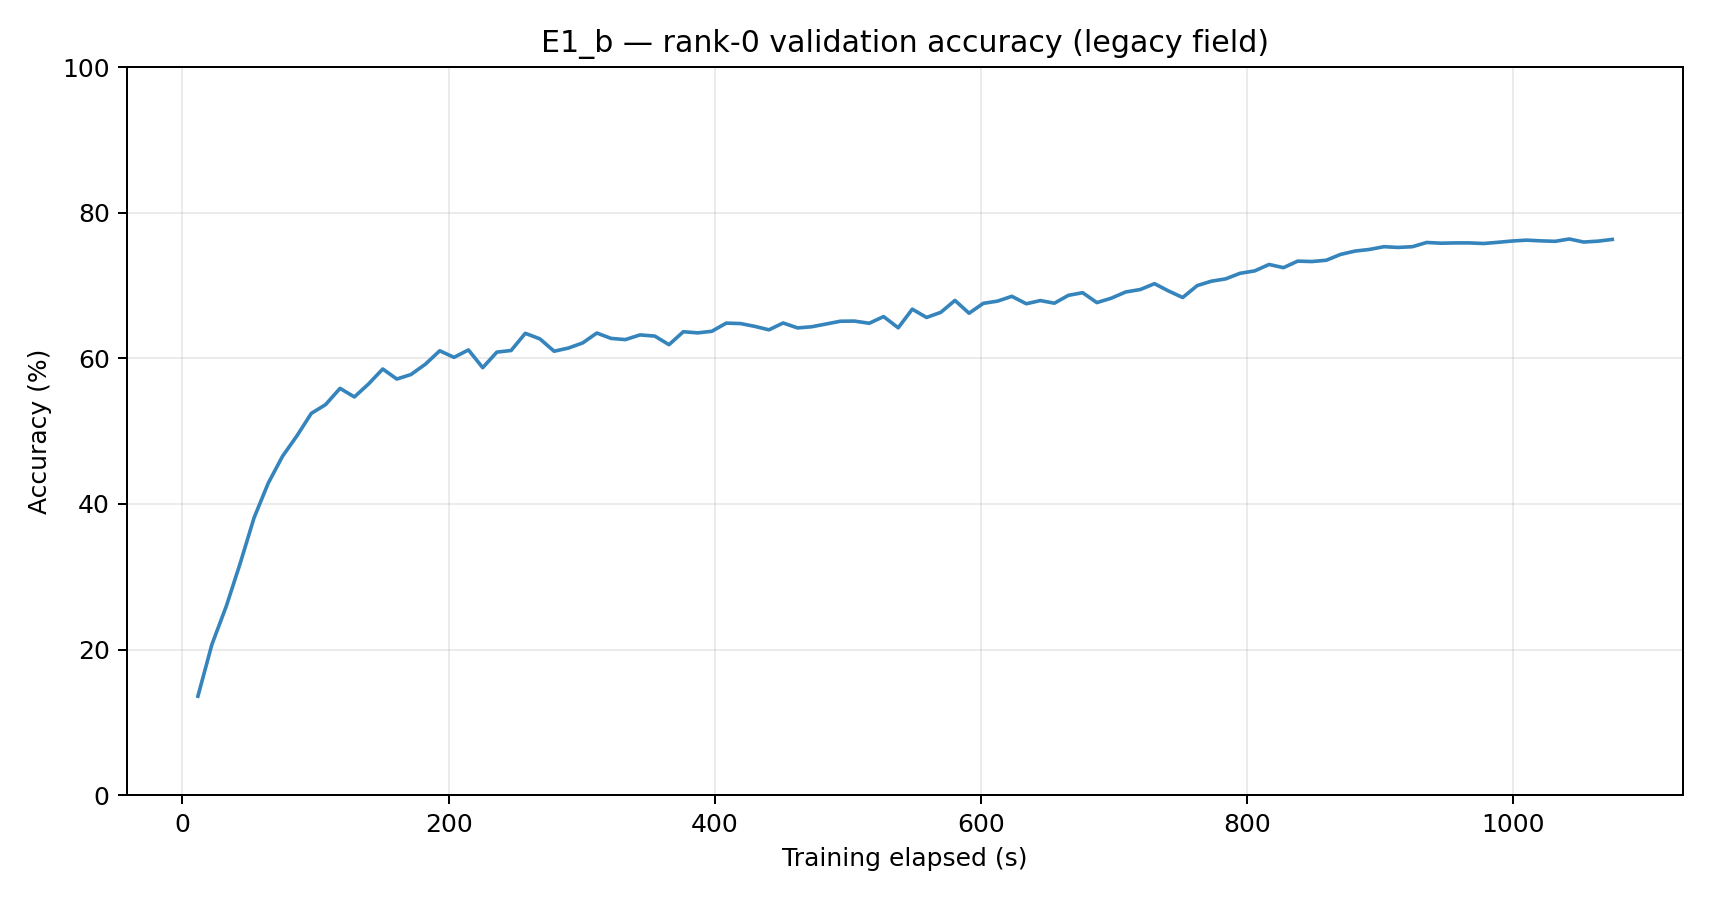 E1_b — rank-0 validation accuracy (legacy field)
Accuracy (%)
100
80
60
40
20
0
0 200 400 600 800 1000
Training elapsed (s)